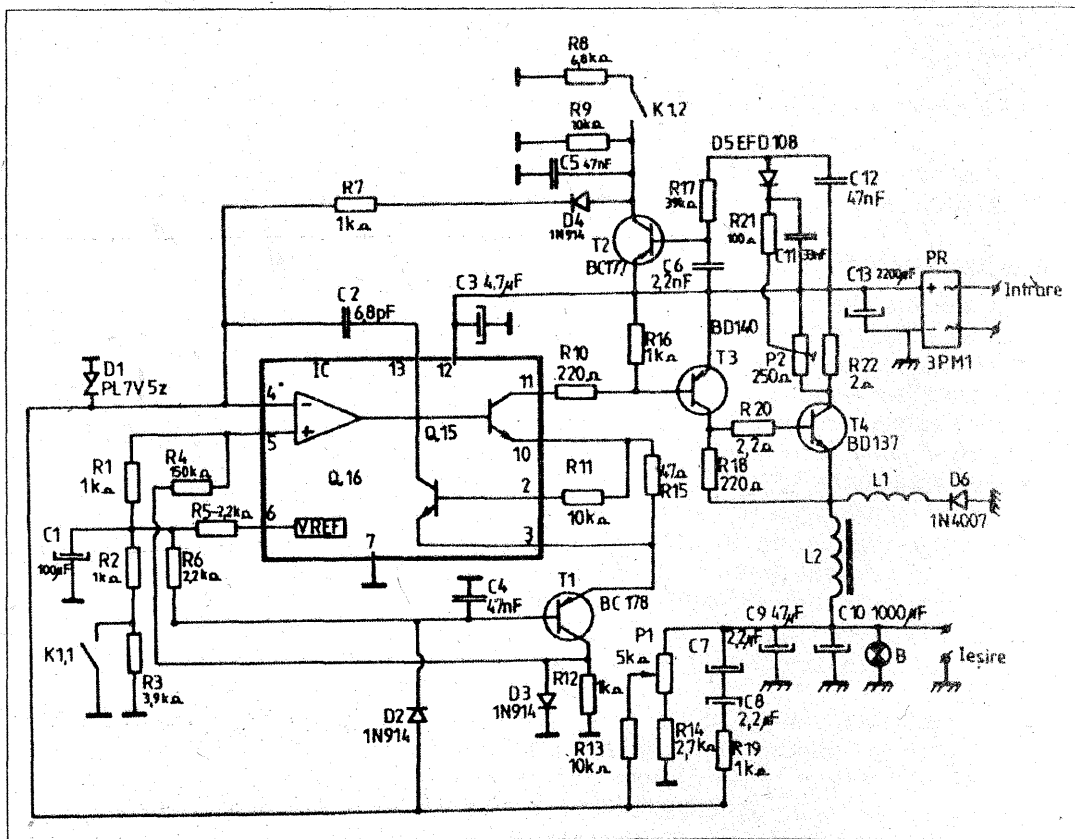 R8
6,8kΩ
K1,2
R9
10kΩ
D5 EFD 108
C5 47nF
R17
39kΩ
C12
47nF
R7
1kΩ
D4
1N914
R21
100Ω
T2
BC177
C11 33nF
C6
2,2nF
C13 2200µF
PR
Intrare
C3 4,7µF
C2
6,8pF
BD140
R16
1kΩ
T3
P2
250Ω
R22
2Ω
3PM1
D1
PL7V5z
IC
13
12
R10
220Ω
11
4
R20
2,2Ω
T4
BD137
Q,15
5
10
R1
1kΩ
R4
150kΩ
R11
10kΩ
47Ω
R15
R18
220Ω
L1
D6
1N4007
Q,16
2
R5-2,2kΩ
6
VREF
C1
100µF
3
7
R2
1kΩ
R6
2,2kΩ
L2
T1
BC178
C4
47nF
C9 47µF
C10 1000µF
P1
5kΩ
C7
2,2µF
B
Ieşire
K1,1
R3
3,9kΩ
R12
1kΩ
D3
1N914
C8
2,2µF
D2
1N914
R14
2,7kΩ
R13
10kΩ
R19
1kΩ